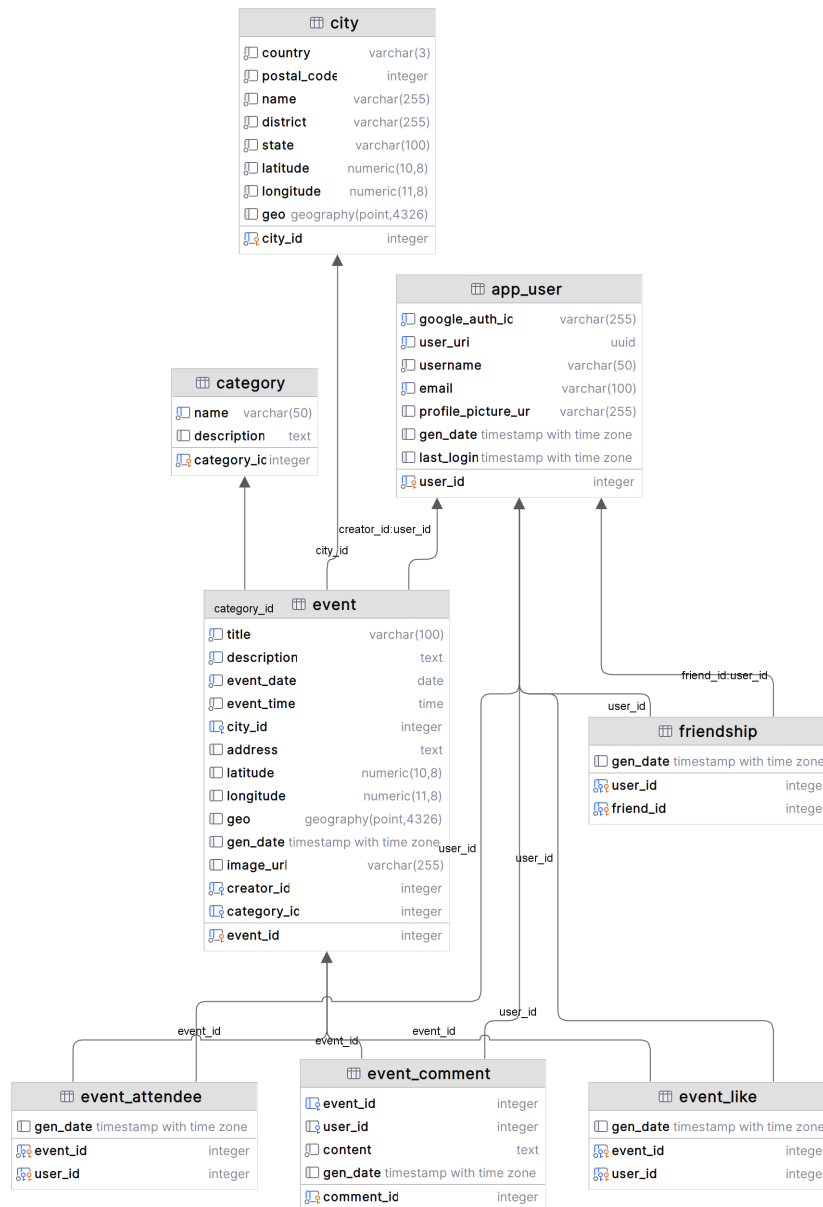 city
country varchar(3)
postal_code integer
name varchar(255)
district varchar(255)
state varchar(100)
latitude numeric(10,8)
longitude numeric(11,8)
geo geography(point,4326)
city_id integer
app_user
google_auth_id varchar(255)
user_uri uuid
username varchar(50)
email varchar(100)
profile_picture_ur varchar(255)
gen_date timestamp with time zone
last_login timestamp with time zone
user_id integer
category
name varchar(50)
description text
category_id integer
creator_id:user_id
city_id
category_id
event
title varchar(100)
description text
event_date date
event_time time
city_id integer
address text
latitude numeric(10,8)
longitude numeric(11,8)
geo geography(point,4326)
gen_date timestamp with time zone
image_url varchar(255)
creator_id integer
category_id integer
event_id integer
friend_id:user_id
user_id
friendship
gen_date timestamp with time zone
user_id intege
friend_id intege
user_id
user_id
user_id
event_id
event_id
event_id
event_attendee
gen_date timestamp with time zone
event_id integer
user_id integer
event_comment
event_id integer
user_id integer
content text
gen_date timestamp with time zone
comment_id integer
event_like
gen_date timestamp with time zone
event_id intege
user_id intege